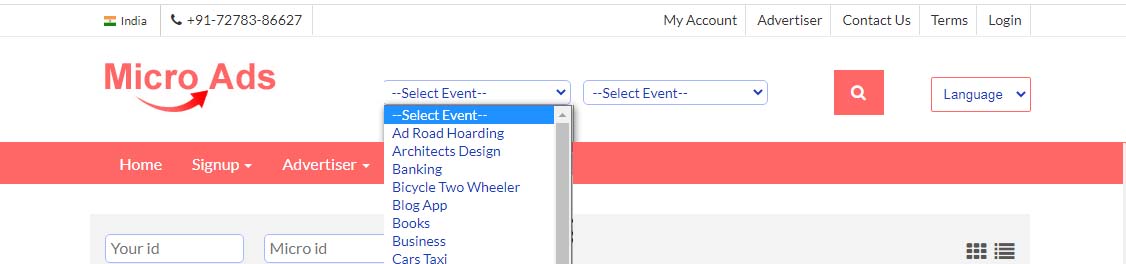 India
+91-72783-86627
My Account
Advertiser
Contact Us
Terms
Login
Micro Ads
--Select Event--
--Select Event--
Language
--Select Event--
Ad Road Hoarding
Architects Design
Banking
Bicycle Two Wheeler
Blog App
Books
Business
Cars Taxi
Home
Signup
Advertiser
Your id
Micro id